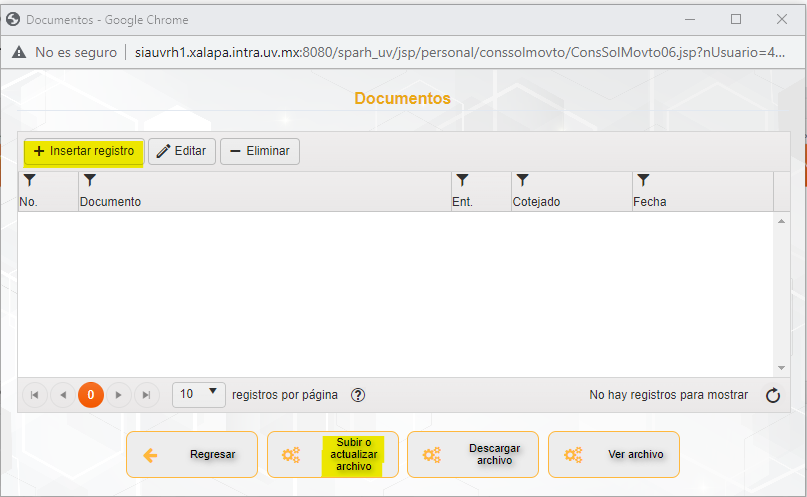 Documentos - Google Chrome
No es seguro | siauvrh1.xalapa.intra.uv.mx:8080/sparh_uv/jsp/personal/conssolmovto/ConsSolMovto06.jsp?nUsuario=4...
Documentos
Insertar registro Editar Eliminar
No. Documento Ent. Cotejado Fecha
0 10 registros por página ? No hay registros para mostrar
Regresar
Subir o
actualizar
archivo
Descargar
archivo
Ver archivo